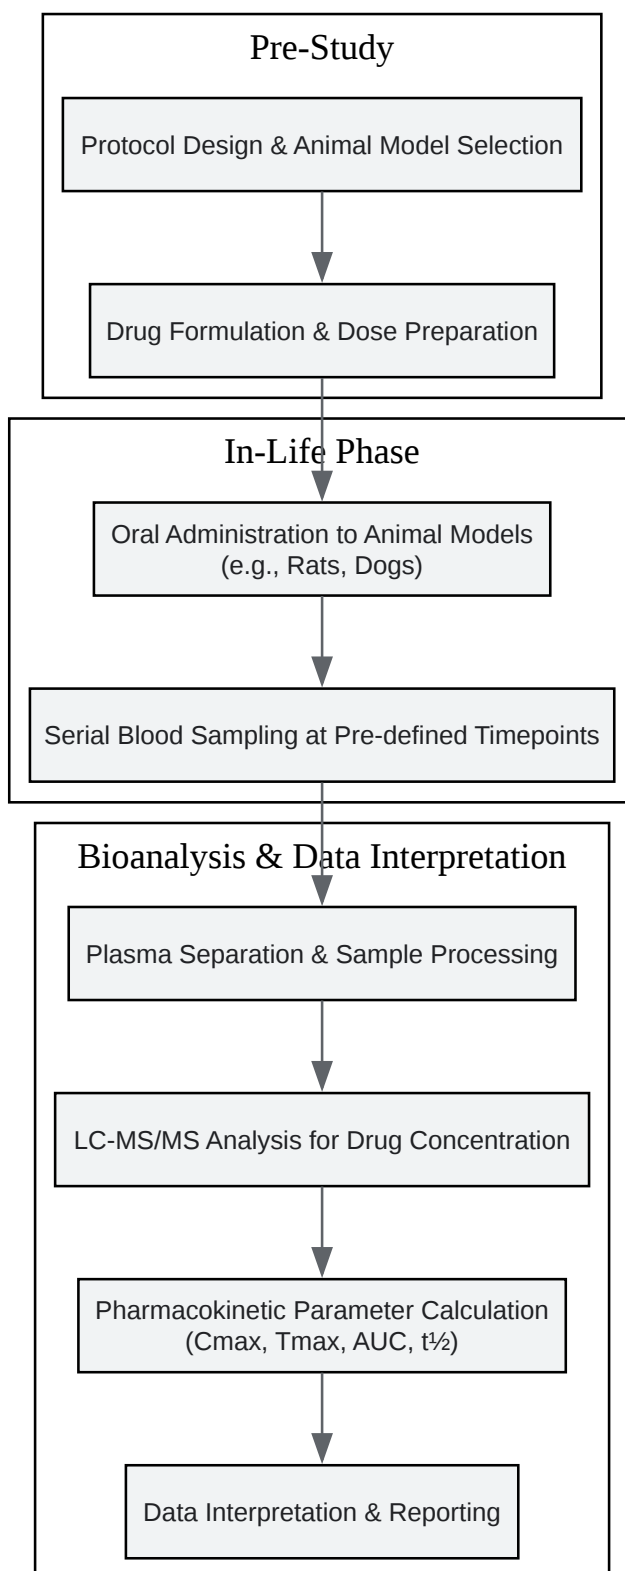 Pre-Study
Protocol Design & Animal Model Selection
Drug Formulation & Dose Preparation
In-Life Phase
Oral Administration to Animal Models
(e.g., Rats, Dogs)
Serial Blood Sampling at Pre-defined Timepoints
Bioanalysis & Data Interpretation
Plasma Separation & Sample Processing
LC-MS/MS Analysis for Drug Concentration
Pharmacokinetic Parameter Calculation
(Cmax, Tmax, AUC, t½)
Data Interpretation & Reporting